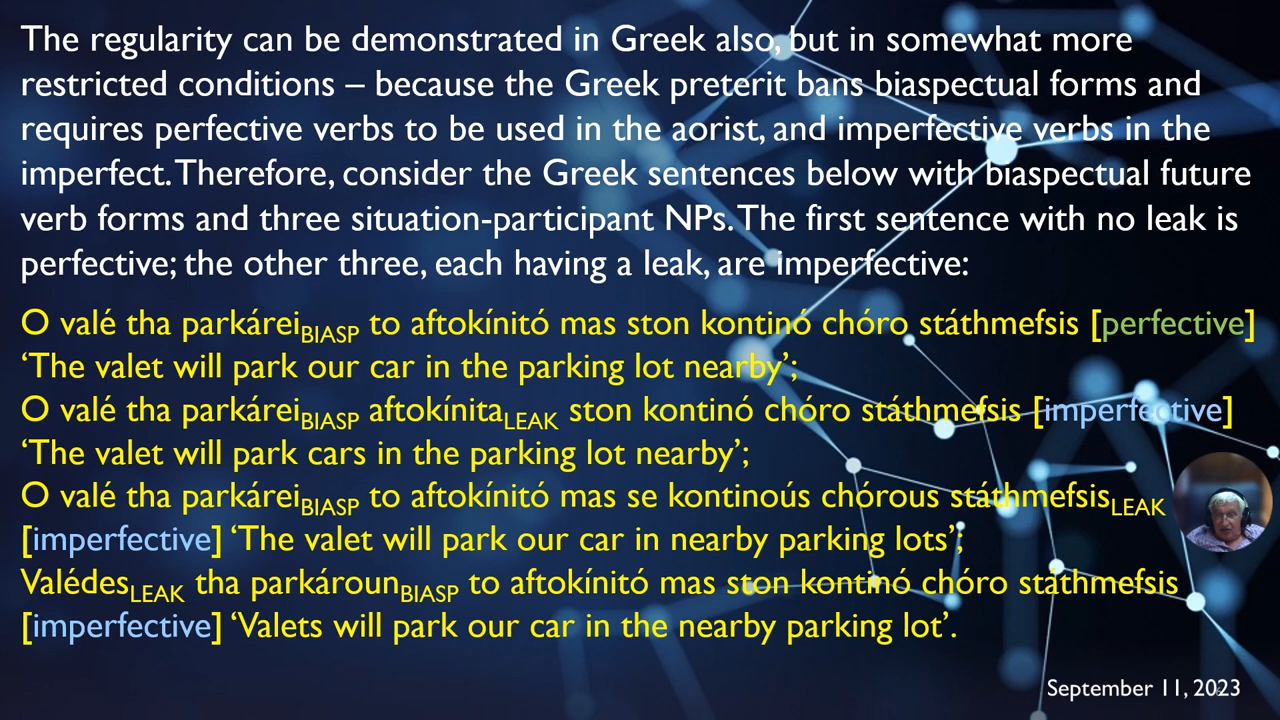 The regularity can be demonstrated in Greek also, but in somewhat more
restricted conditions – because the Greek preterit bans biaspectual forms and
requires perfective verbs to be used in the aorist, and imperfective verbs in the
imperfect. Therefore, consider the Greek sentences below with biaspectual future
verb forms and three situation-participant NPs. The first sentence with no leak is
perfective; the other three, each having a leak, are imperfective:
O valé tha parkáreiBIASP to aftokínitó mas ston kontinó chóro státhmefsis [perfective]
‘The valet will park our car in the parking lot nearby’;
O valé tha parkáreiBIASP aftokínitaLEAK ston kontinó chóro státhmefsis [imperfective]
‘The valet will park cars in the parking lot nearby’;
O valé tha parkáreiBIASP to aftokínitó mas se kontinoús chórous státhmefsisLEAK
[imperfective] ‘The valet will park our car in nearby parking lots’;
ValédesLEAK tha parkárounBIASP to aftokínitó mas ston kontinó chóro státhmefsis
[imperfective] ‘Valets will park our car in the nearby parking lot’.
September 11, 2023